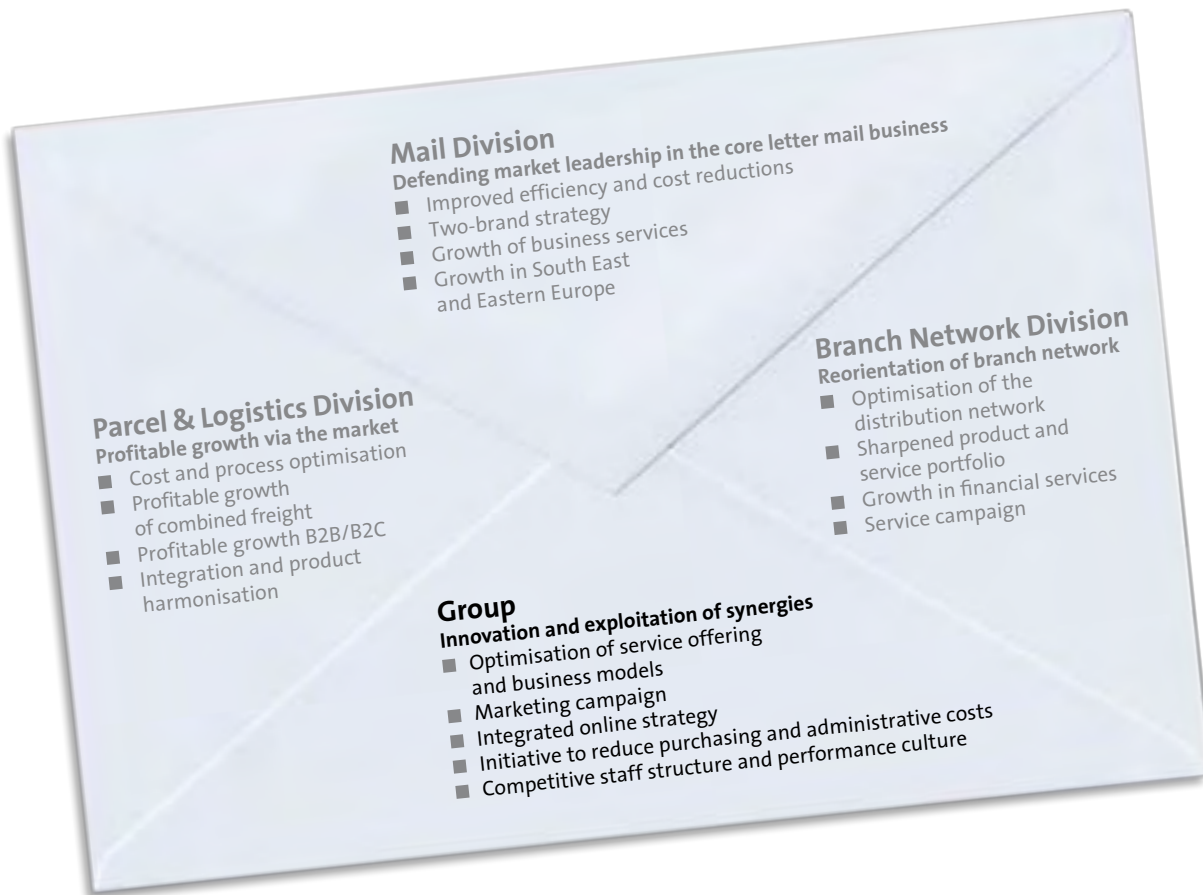 Mail Division
Defending market leadership in the core letter mail business
■ Improved efficiency and cost reductions
■ Two-brand strategy
■ Growth of business services
■ Growth in South East
and Eastern Europe
Parcel & Logistics Division
Profitable growth via the market
■ Cost and process optimisation
■ Profitable growth
of combined freight
■ Profitable growth B2B/B2C
■ Integration and product
harmonisation
Branch Network Division
Reorientation of branch network
■ Optimisation of the
distribution network
■ Sharpened product and
service portfolio
■ Growth in financial services
■ Service campaign
Group
Innovation and exploitation of synergies
■ Optimisation of service offering
and business models
■ Marketing campaign
■ Integrated online strategy
■ Initiative to reduce purchasing and administrative costs
■ Competitive staff structure and performance culture